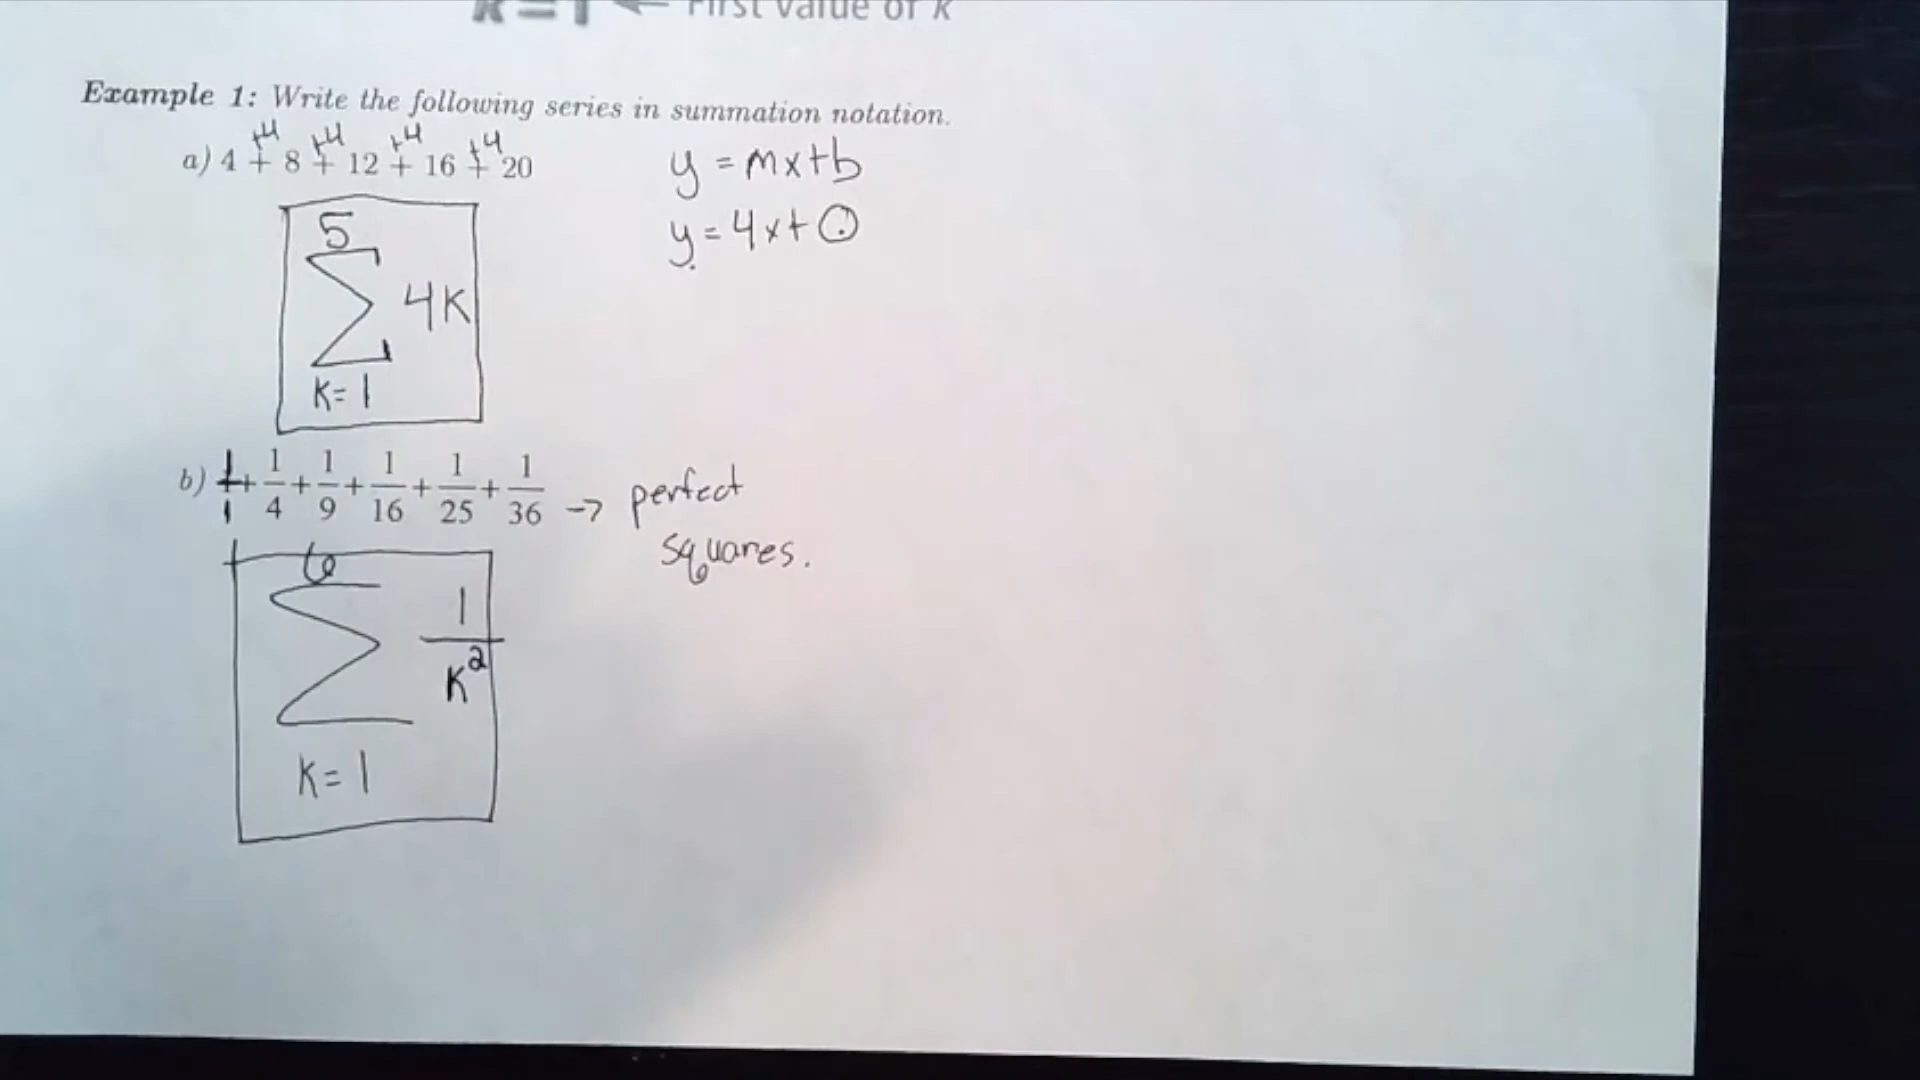 k = 1 ← First value of k
Example 1: Write the following series in summation notation.
+4 +4 +4 +4
a) 4 + 8 + 12 + 16 + 20
y = mx+b
y = 4x+0
5
Σ 4K
K=1
b) 1/1 + 1/4 + 1/9 + 1/16 + 1/25 + 1/36 → perfect
squares.
6
Σ 1/K²
K=1